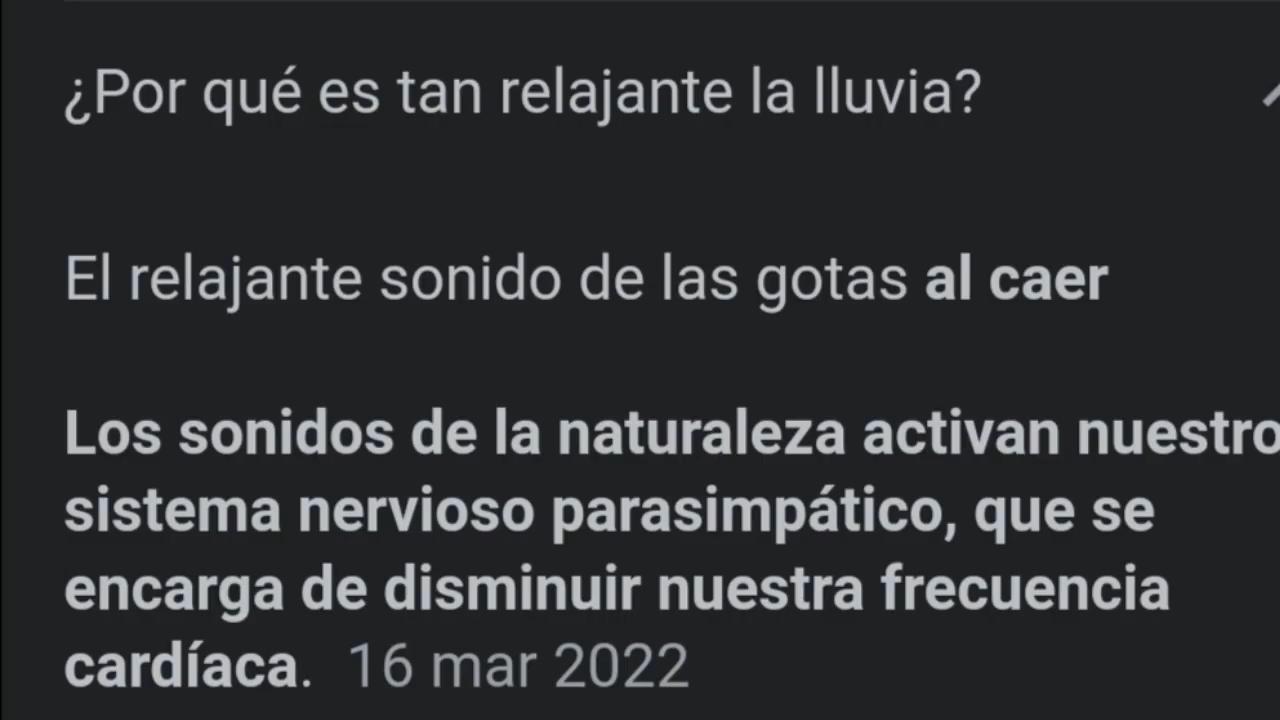 ¿Por qué es tan relajante la lluvia?
El relajante sonido de las gotas al caer
Los sonidos de la naturaleza activan nuestro
sistema nervioso parasimpático, que se
encarga de disminuir nuestra frecuencia
cardíaca. 16 mar 2022